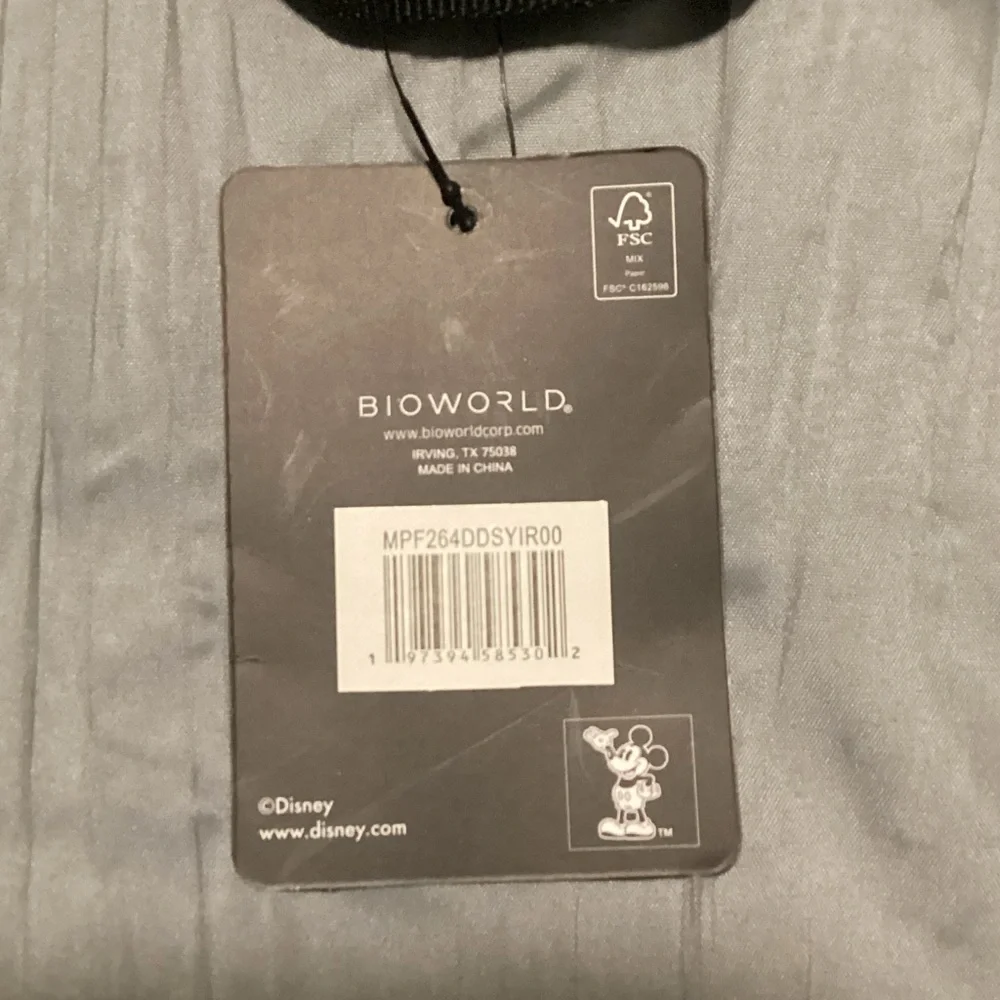 FSC®
MIX
Paper
FSC® C162596
BIOWORLD®
www.bioworldcorp.com
IRVING, TX 75038
MADE IN CHINA
MPF264DDSYIR00
1 97394 58530 2
©Disney
www.disney.com
TM